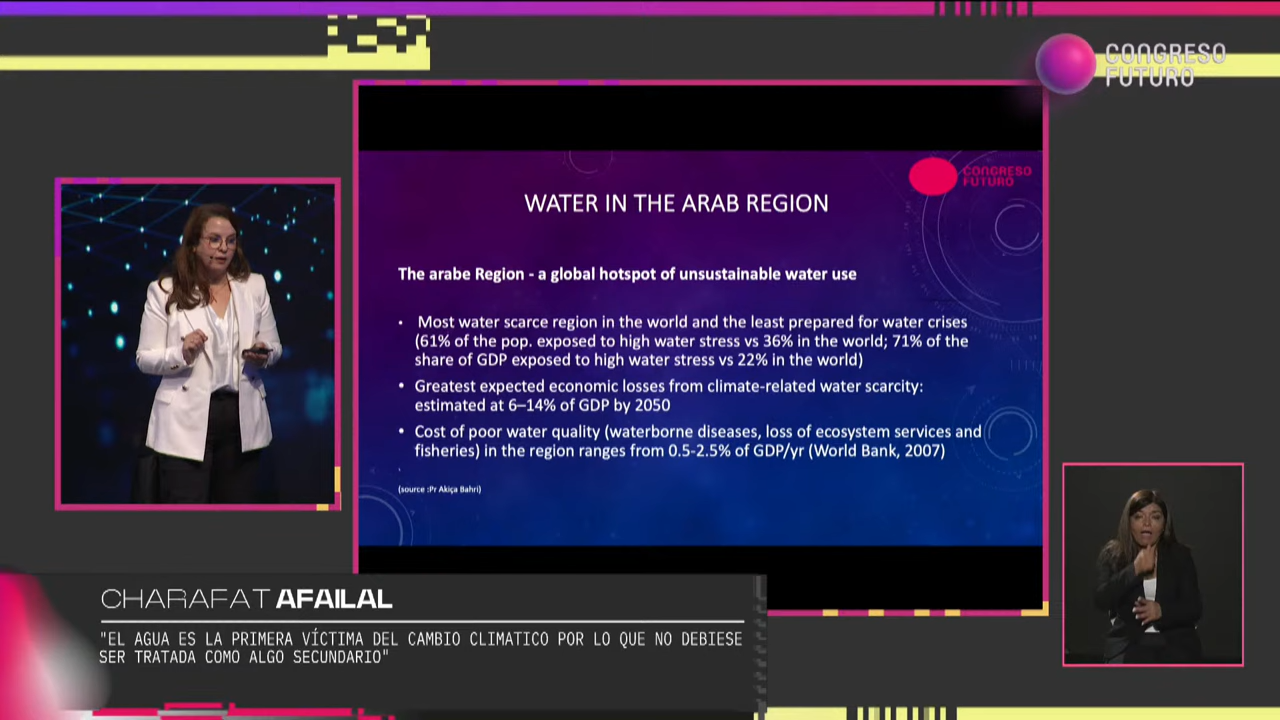 CONGRESO
FUTURO
CONGRESO
FUTURO
WATER IN THE ARAB REGION
The arabe Region - a global hotspot of unsustainable water use
• Most water scarce region in the world and the least prepared for water crises
(61% of the pop. exposed to high water stress vs 36% in the world; 71% of the
share of GDP exposed to high water stress vs 22% in the world)
• Greatest expected economic losses from climate-related water scarcity:
estimated at 6–14% of GDP by 2050
• Cost of poor water quality (waterborne diseases, loss of ecosystem services and
fisheries) in the region ranges from 0.5-2.5% of GDP/yr (World Bank, 2007)
(source :Pr Akiça Bahri)
CHARAFAT AFAILAL
"EL AGUA ES LA PRIMERA VÍCTIMA DEL CAMBIO CLIMATICO POR LO QUE NO DEBIESE
SER TRATADA COMO ALGO SECUNDARIO"